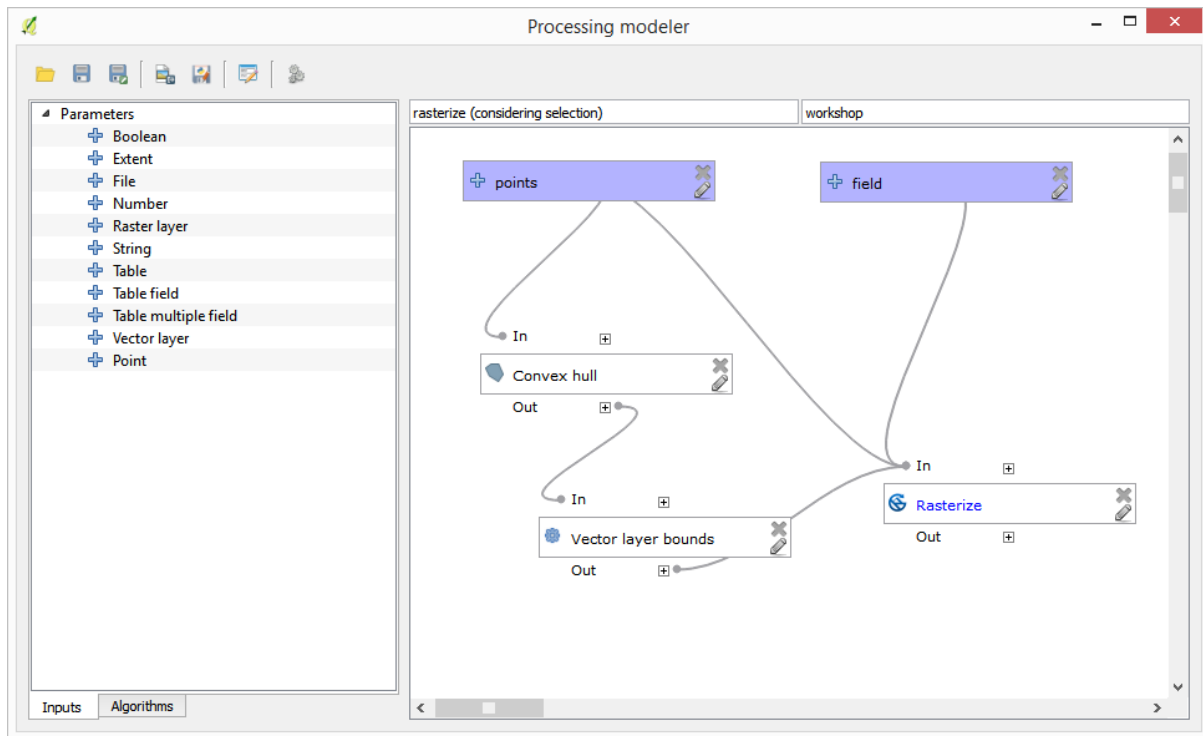 Processing modeler
Parameters
Boolean
Extent
File
Number
Raster layer
String
Table
Table field
Table multiple field
Vector layer
Point
Inputs
Algorithms
rasterize (considering selection)
workshop
points
field
In
Convex hull
Out
In
Vector layer bounds
Out
In
Rasterize
Out